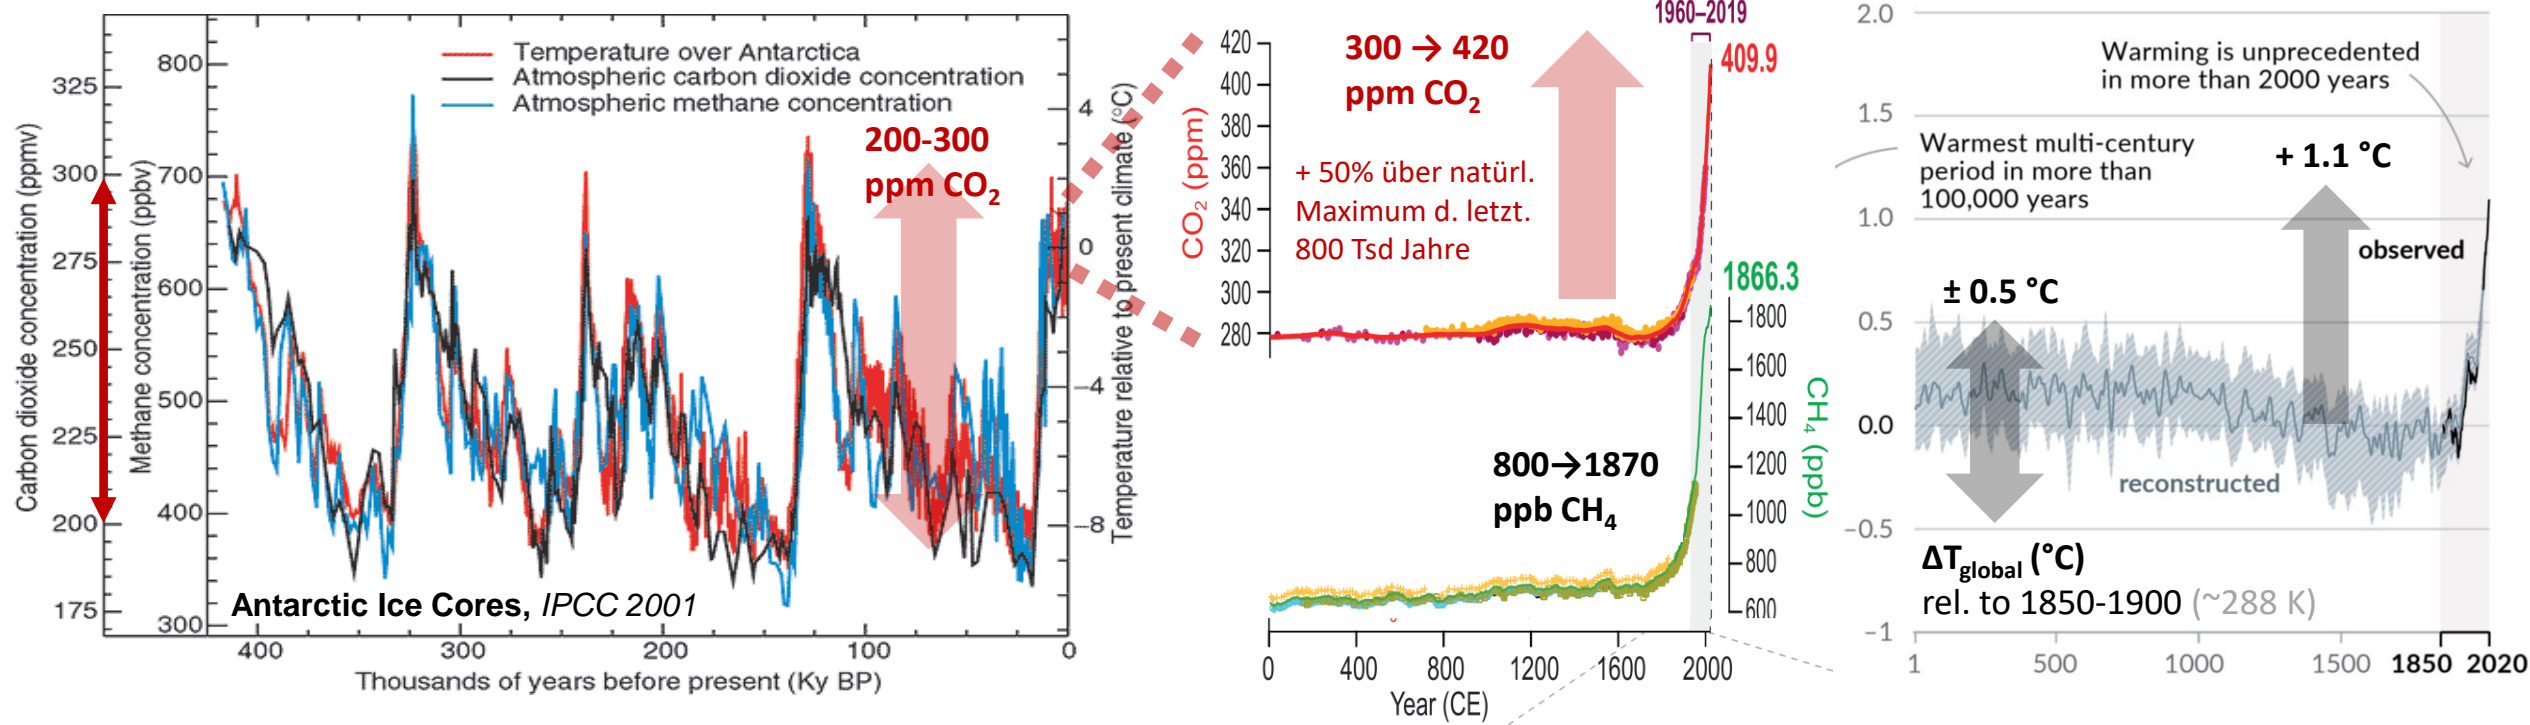 Temperature over Antarctica
Atmospheric carbon dioxide concentration
Atmospheric methane concentration
200-300
ppm CO₂
Carbon dioxide concentration (ppmv)
325
300
275
250
225
200
175
Methane concentration (ppbv)
800
700
600
500
400
300
4
0
−4
−8
Temperature relative to present climate (°C)
Antarctic Ice Cores, IPCC 2001
400
300
200
100
0
Thousands of years before present (Ky BP)
1960–2019
300 → 420
ppm CO₂
409.9
+ 50% über natürl.
Maximum d. letzt.
800 Tsd Jahre
CO₂ (ppm)
420
400
380
360
340
320
300
280
1866.3
1800
1600
1400
1200
1000
800
600
CH₄ (ppb)
800→1870
ppb CH₄
0
400
800
1200
1600
2000
Year (CE)
2.0
1.5
1.0
0.5
0.0
−0.5
−1
Warming is unprecedented
in more than 2000 years
Warmest multi-century
period in more than
100,000 years
+ 1.1 °C
observed
± 0.5 °C
reconstructed
ΔTglobal (°C)
rel. to 1850-1900 (~288 K)
1
500
1000
1500
1850
2020